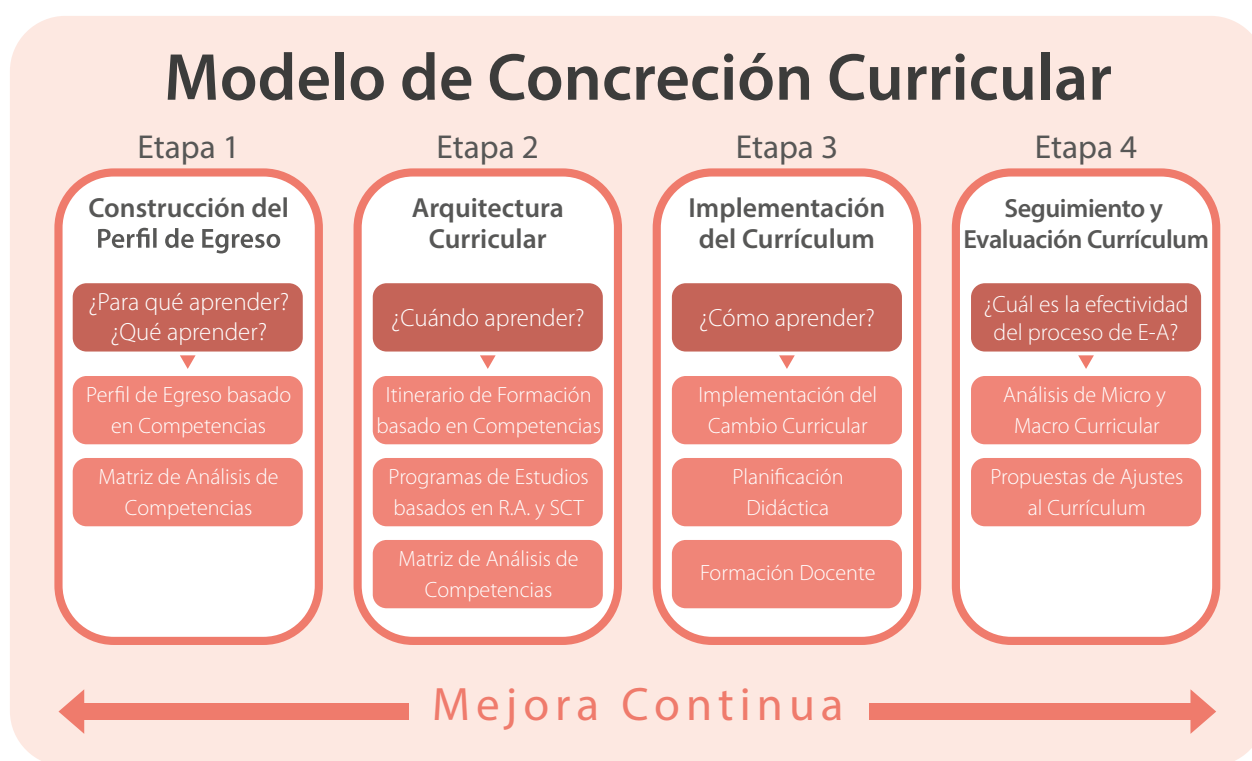 Modelo de Concreción Curricular
Etapa 1
Construcción del
Perfil de Egreso
¿Para qué aprender?
¿Qué aprender?
Perfil de Egreso basado
en Competencias
Matriz de Análisis de
Competencias
Etapa 2
Arquitectura
Curricular
¿Cuándo aprender?
Itinerario de Formación
basado en Competencias
Programas de Estudios
basados en R.A. y SCT
Matriz de Análisis de
Competencias
Etapa 3
Implementación
del Currículum
¿Cómo aprender?
Implementación del
Cambio Curricular
Planificación
Didáctica
Formación Docente
Etapa 4
Seguimiento y
Evaluación Currículum
¿Cuál es la efectividad
del proceso de E-A?
Análisis de Micro y
Macro Curricular
Propuestas de Ajustes
al Currículum
Mejora Continua